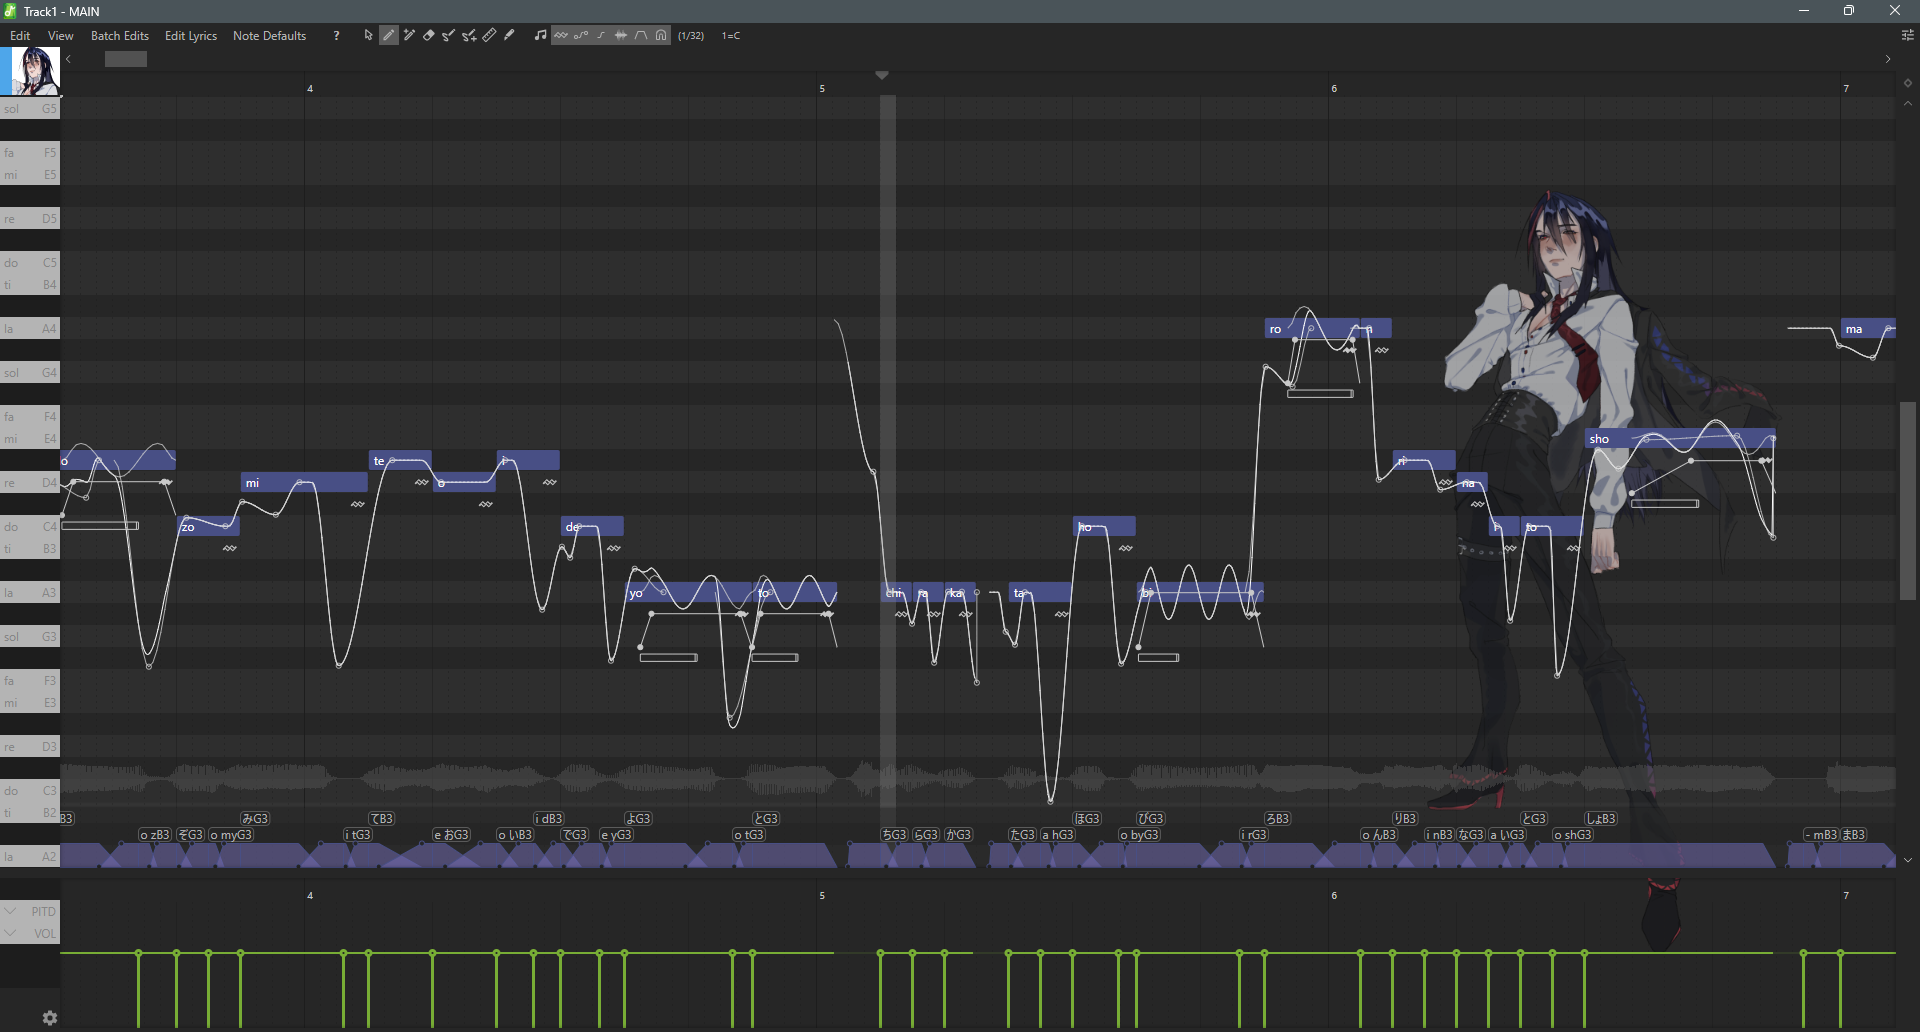 Track1 - MAIN
Edit View Batch Edits Edit Lyrics Note Defaults ? (1/32) 1=C
4 5 6 7
sol G5
fa F5
mi E5
re D5
do C5
ti B4
la A4
ro n ma
sol G4
fa F4
mi E4
sho
o te i ri
re D4
mi o na
do C4
zo de ho i to
ti B3
la A3
yo to chi ra ka ta bi
sol G3
fa F3
mi E3
re D3
do C3
ti B2
B3 みG3 てB3 i dB3 よG3 とG3 ほG3 びG3 ろB3 りB3 とG3 しょB3
o zB3 ぞG3 o myG3 i tG3 e おG3 o いB3 でG3 e yG3 o tG3 ちG3 らG3 かG3 たG3 a hG3 o byG3 i rG3 o んB3 i nB3 なG3 a いG3 o shG3 - mB3 まB3
la A2
4 5 6 7
PITD
VOL